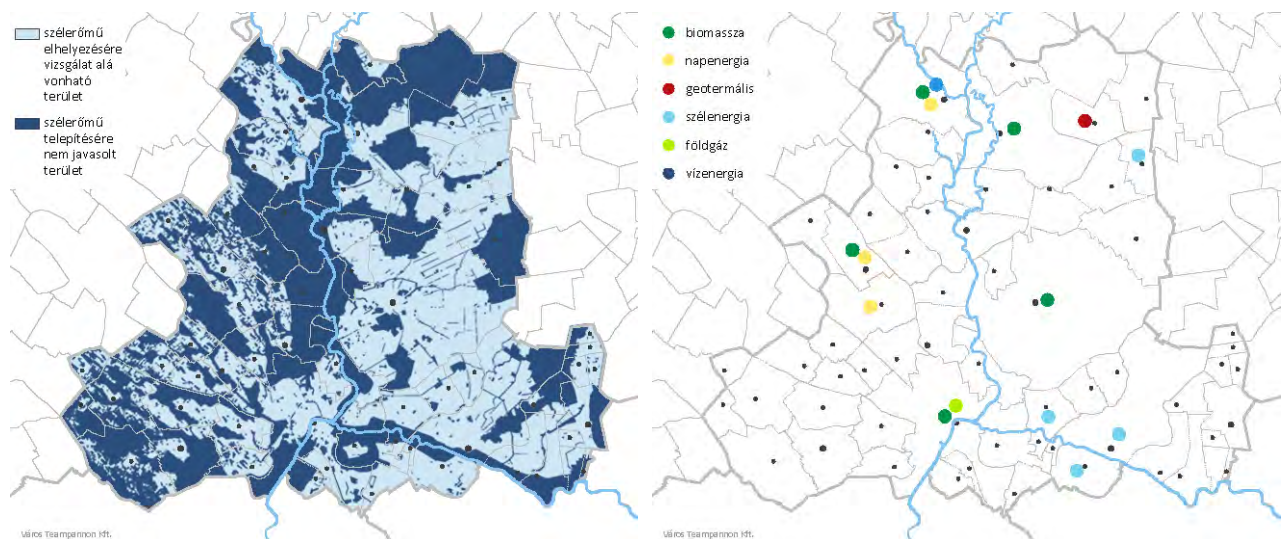 szélerőmű
elhelyezésére
vizsgálat alá
vonható
terület
szélerőmű
telepítésére
nem javasolt
terület
Város Teampannon Kft.
biomassza
napenergia
geotermális
szélenergia
földgáz
vízenergia
Város Teampannon Kft.